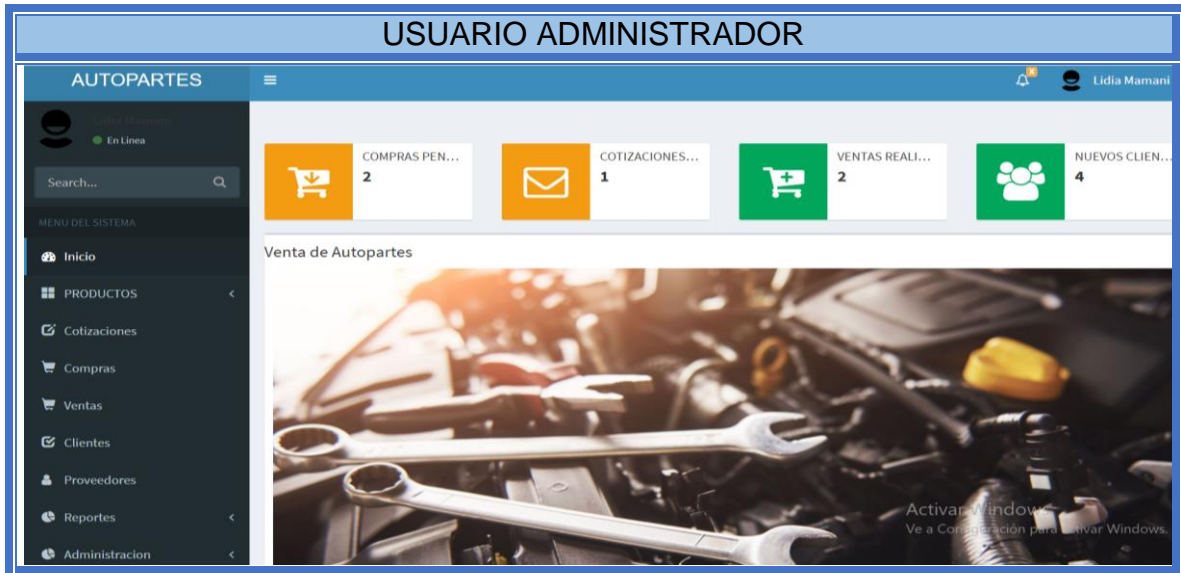 USUARIO ADMINISTRADOR
AUTOPARTES
Lidia Mamani
Lidia Mamani
En Linea
Search...
MENU DEL SISTEMA
Inicio
PRODUCTOS
Cotizaciones
Compras
Ventas
Clientes
Proveedores
Reportes
Administracion
COMPRAS PEN...
2
COTIZACIONES...
1
VENTAS REALI...
2
NUEVOS CLIEN...
4
Venta de Autopartes
Activar Windows
Ve a Configuración para activar Windows.